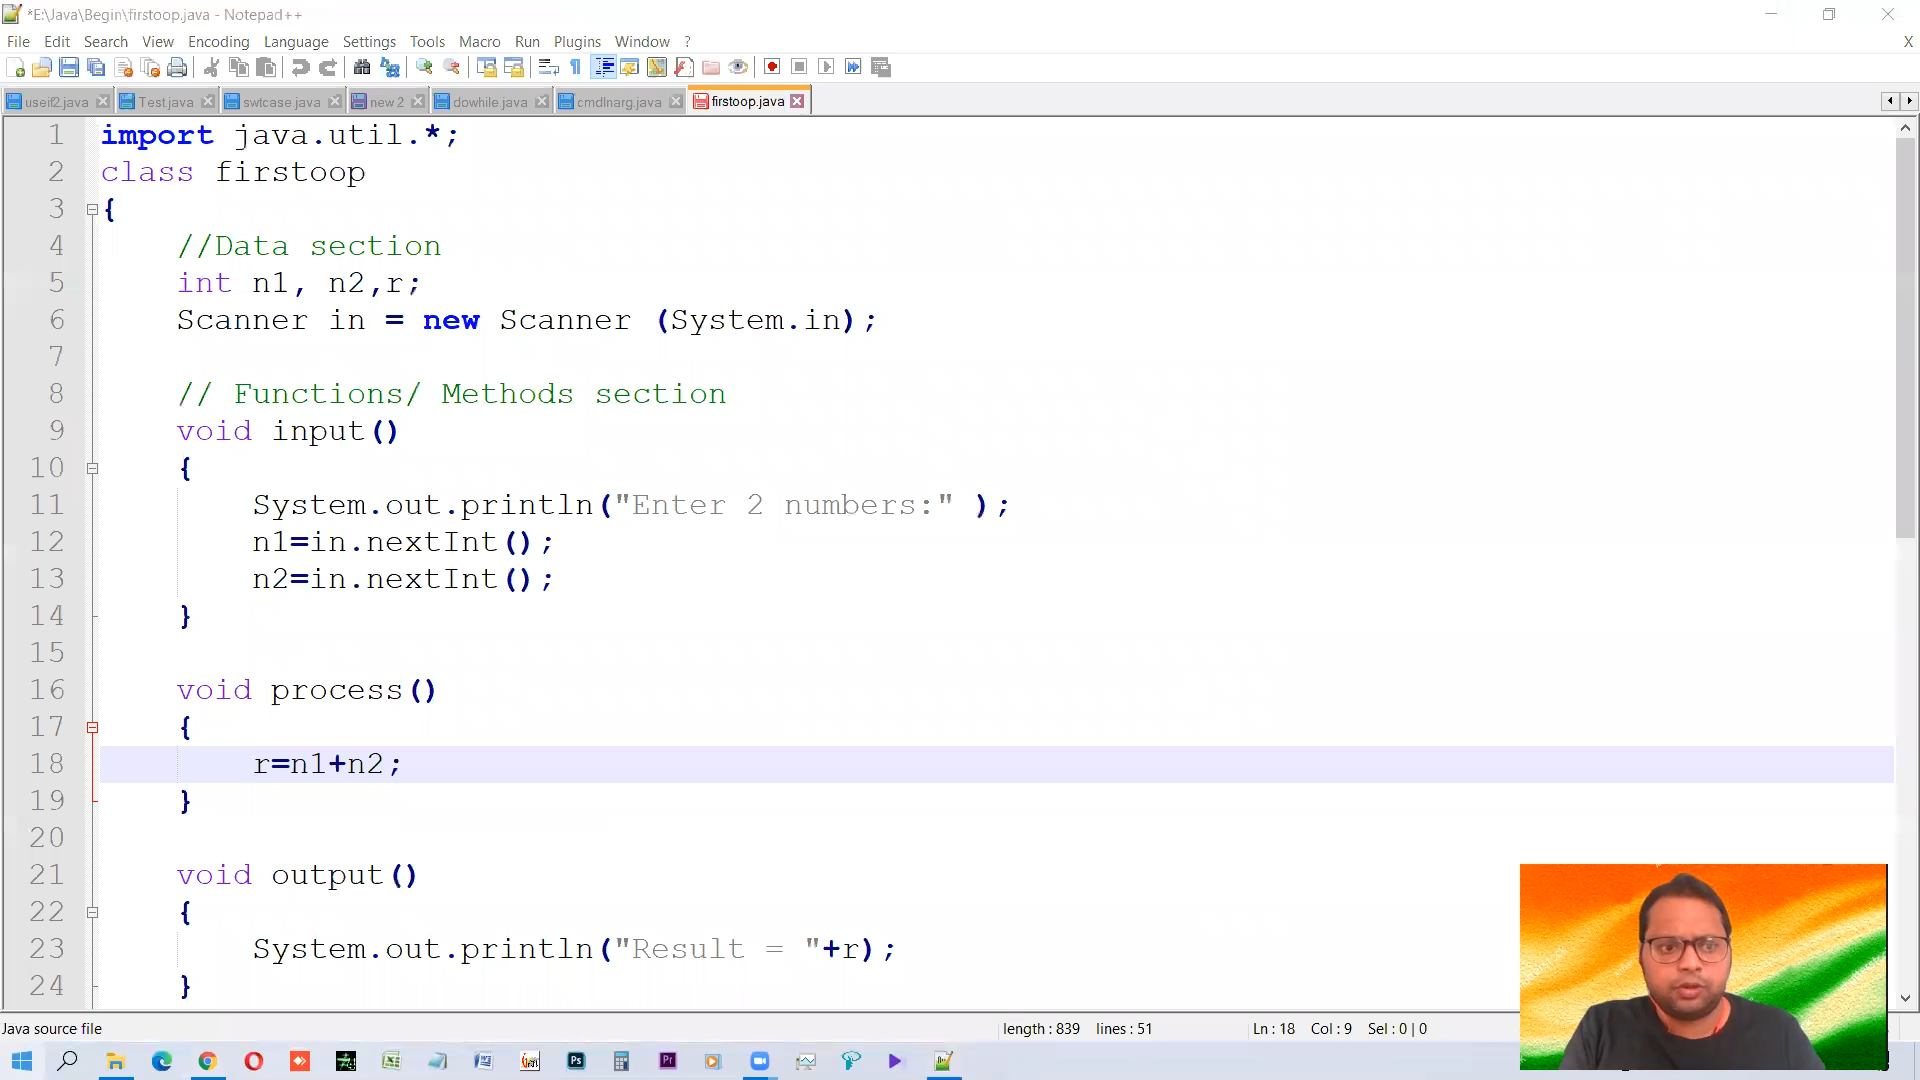 *E:\Java\Begin\firstoop.java - Notepad++
File Edit Search View Encoding Language Settings Tools Macro Run Plugins Window ? X
useif2.java Test.java swtcase.java new 2 dowhile.java cmdlnarg.java firstoop.java
1 import java.util.*;
2 class firstoop
3 {
4 //Data section
5 int n1, n2,r;
6 Scanner in = new Scanner (System.in);
7
8 // Functions/ Methods section
9 void input()
10 {
11 System.out.println("Enter 2 numbers:" );
12 n1=in.nextInt();
13 n2=in.nextInt();
14 }
15
16 void process()
17 {
18 r=n1+n2;
19 }
20
21 void output()
22 {
23 System.out.println("Result = "+r);
24 }
Java source file length : 839 lines : 51 Ln : 18 Col : 9 Sel : 0 | 0